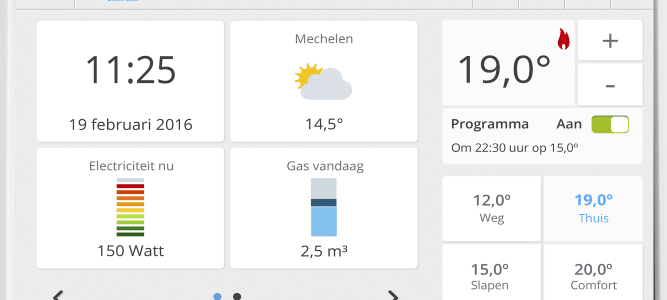 11:25
19 februari 2016
Mechelen
14,5°
Electriciteit nu
150 Watt
Gas vandaag
2,5 m³
19,0°
+
-
Programma Aan
Om 22:30 uur op 15,0°
12,0°
Weg
19,0°
Thuis
15,0°
Slapen
20,0°
Comfort